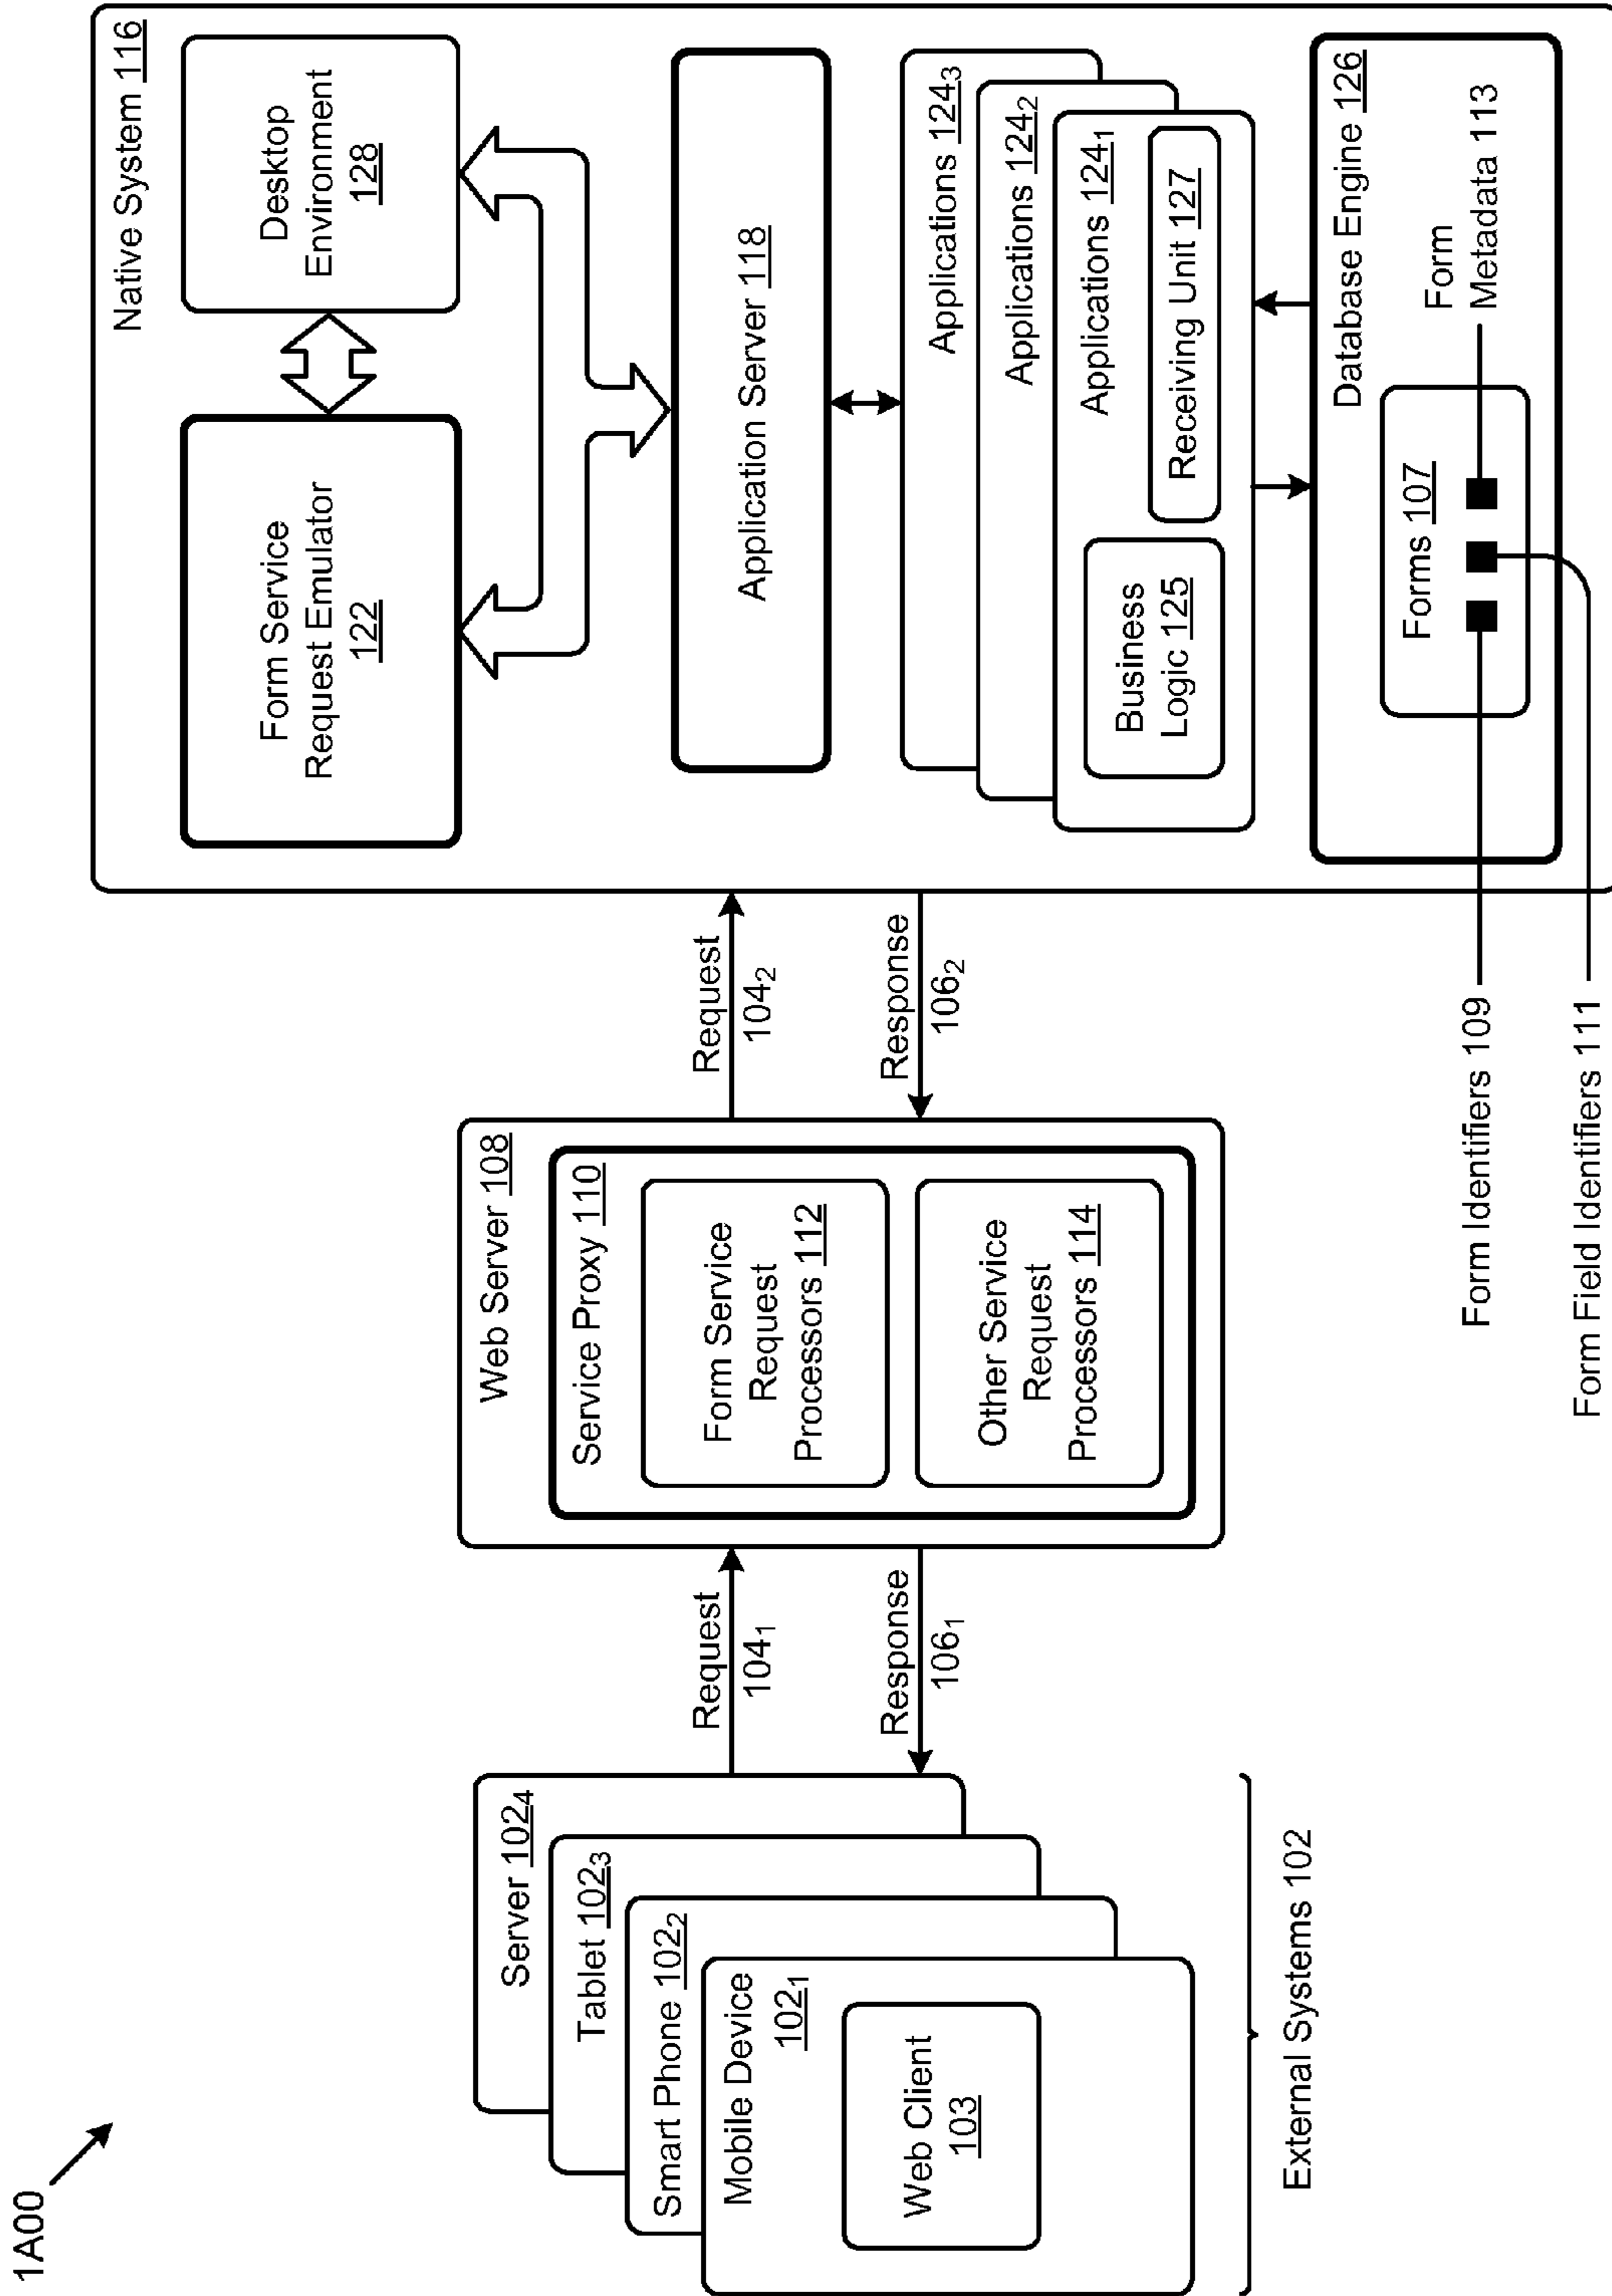 1A00
Server 102₄
Tablet 102₃
Smart Phone 102₂
Mobile Device
102₁
Web Client
103
External Systems 102
Request
104₁
Response
106₁
Web Server 108
Service Proxy 110
Form Service
Request
Processors 112
Other Service
Request
Processors 114
Request
104₂
Response
106₂
Native System 116
Form Service
Request Emulator
122
Desktop
Environment
128
Application Server 118
Applications 124₃
Applications 124₂
Applications 124₁
Business
Logic 125
Receiving Unit 127
Database Engine 126
Forms 107
Form
Metadata 113
Form Identifiers 109
Form Field Identifiers 111